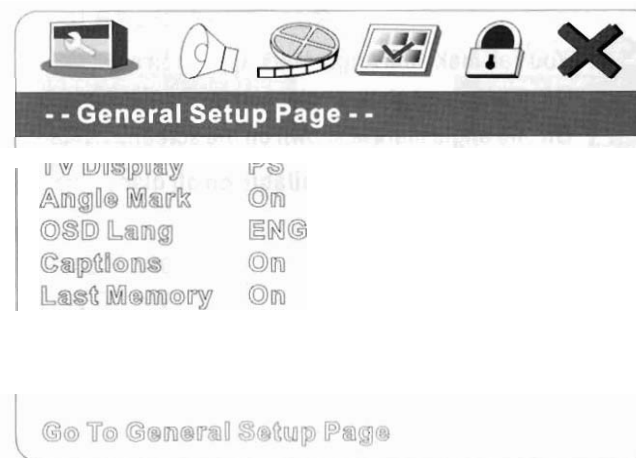 - - General Setup Page - -
TV Display PS
Angle Mark On
OSD Lang ENG
Captions On
Last Memory On
Go To General Setup Page